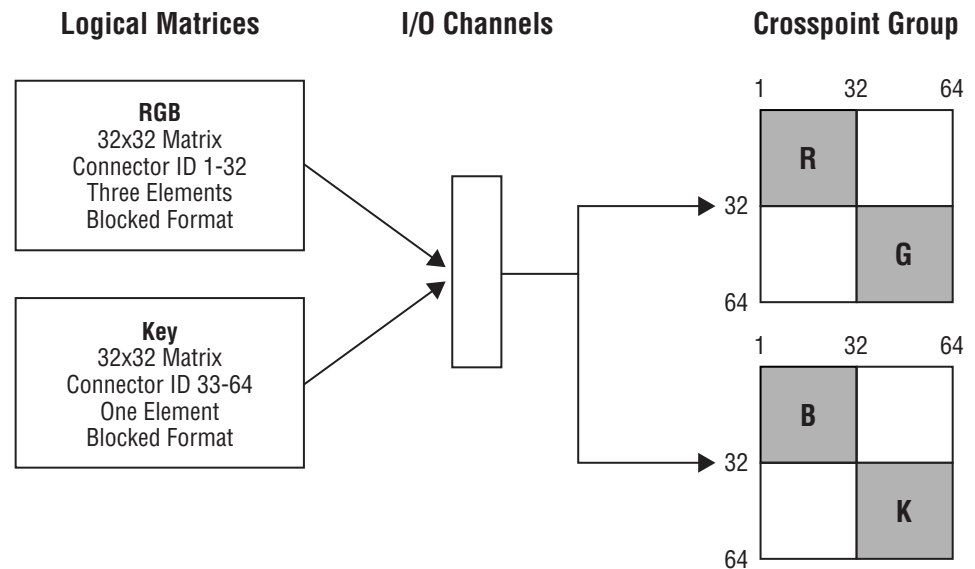 Logical Matrices
I/O Channels
Crosspoint Group
RGB
32x32 Matrix
Connector ID 1-32
Three Elements
Blocked Format
Key
32x32 Matrix
Connector ID 33-64
One Element
Blocked Format
1 32 64
R
32
G
64
1 32 64
B
32
K
64